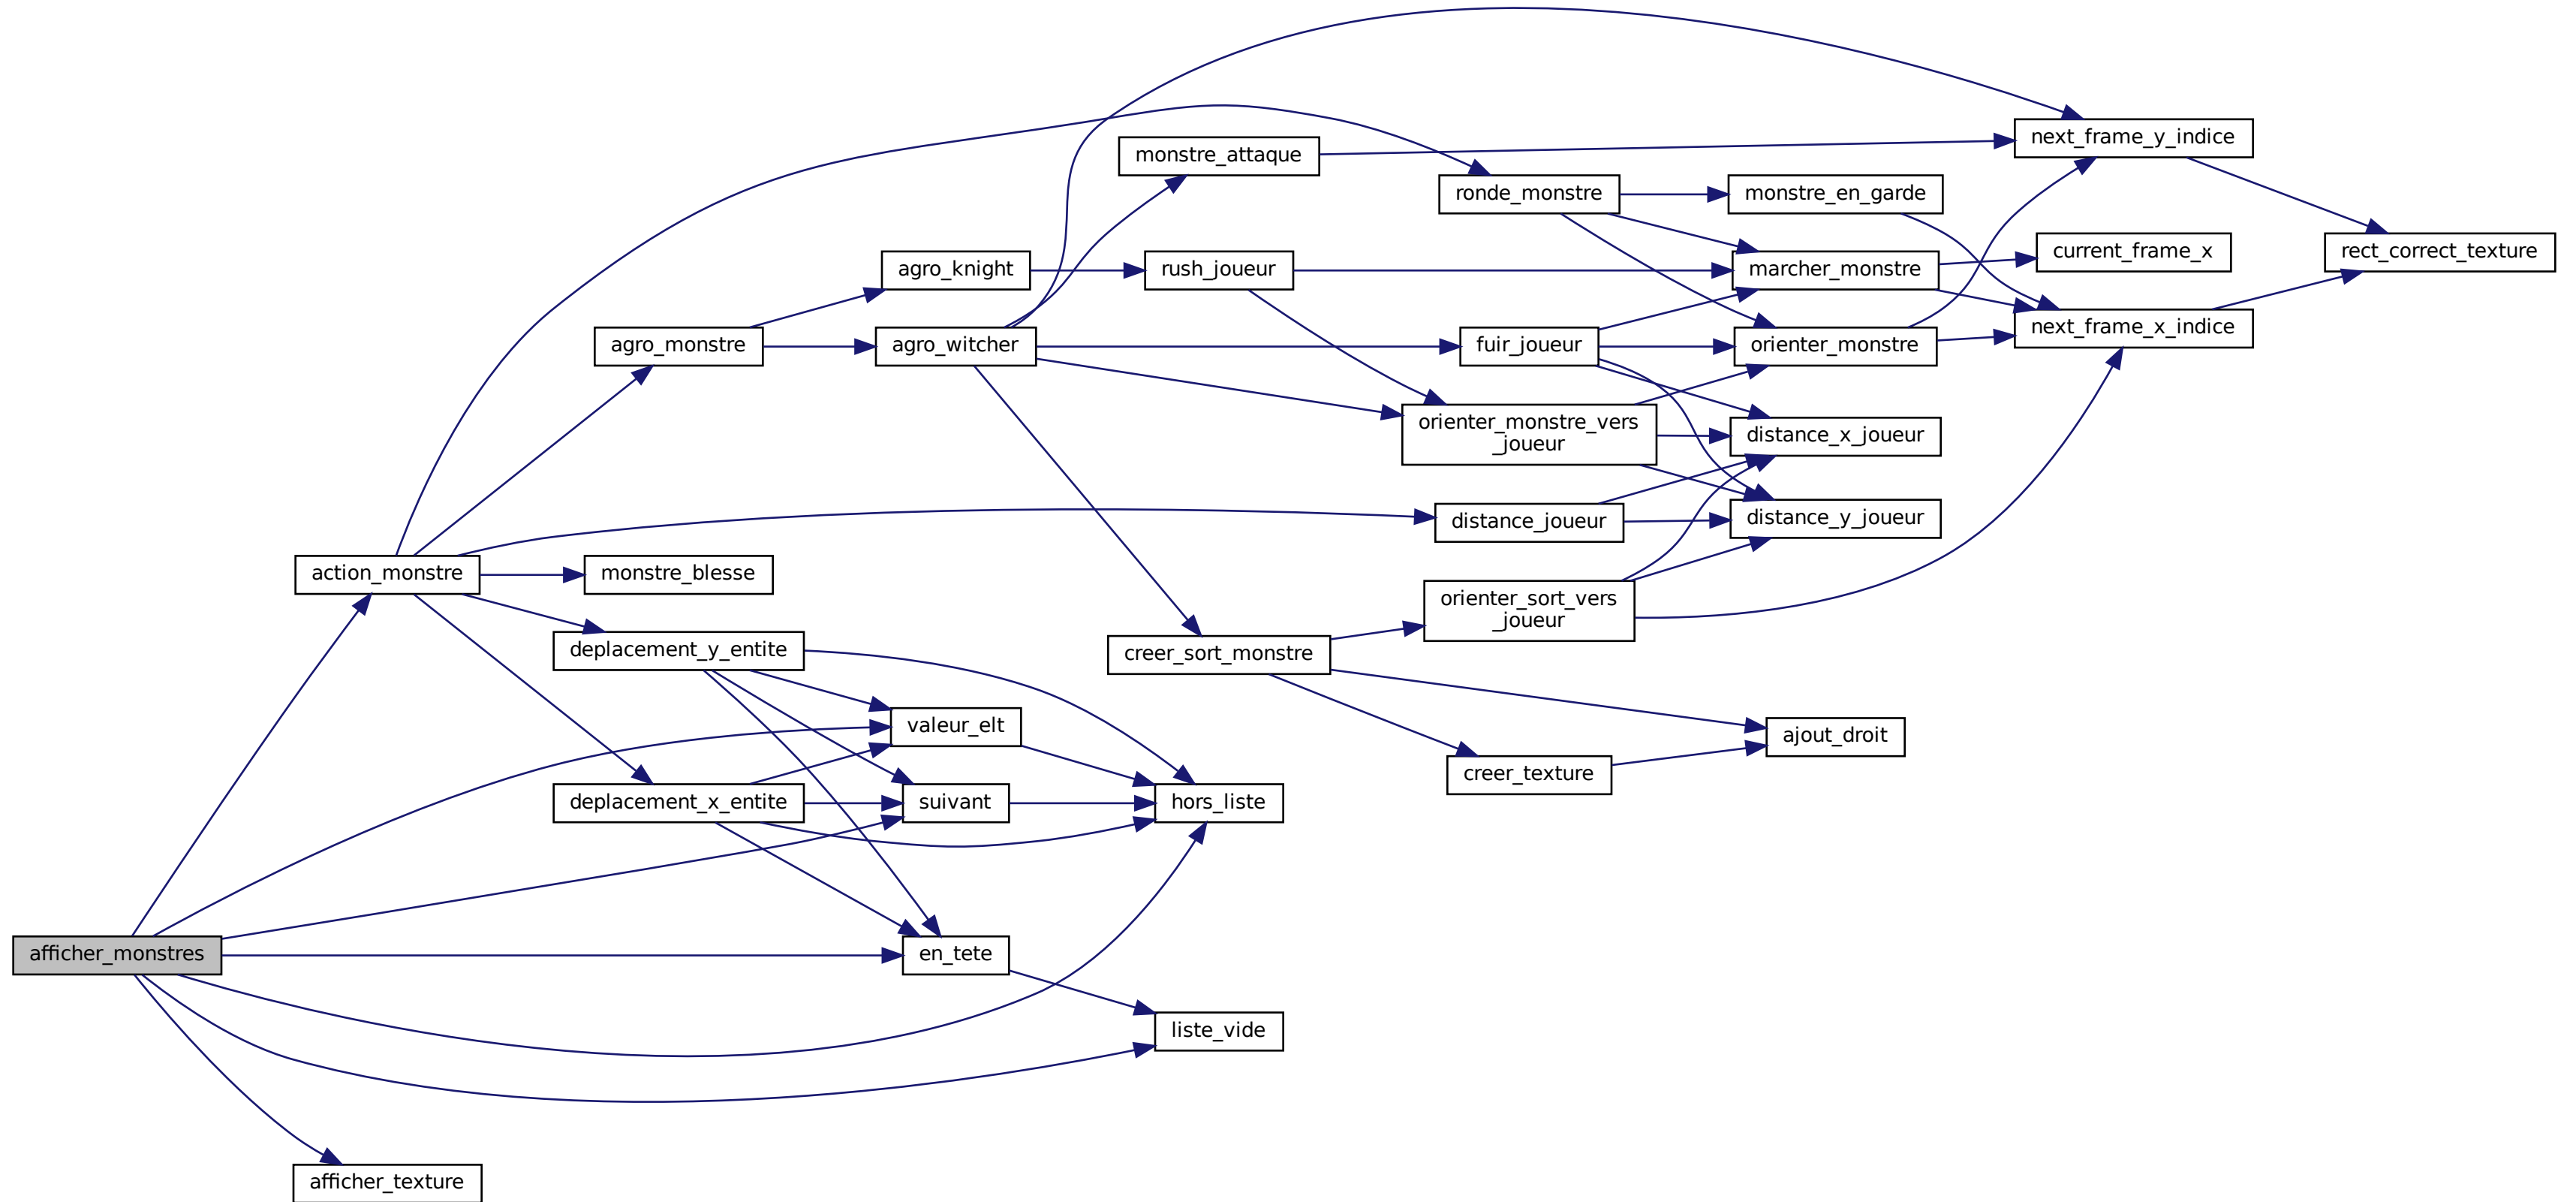 next_frame_y_indice
monstre_attaque
ronde_monstre
monstre_en_garde
current_frame_x
rect_correct_texture
agro_knight
rush_joueur
marcher_monstre
next_frame_x_indice
agro_monstre
agro_witcher
fuir_joueur
orienter_monstre
orienter_monstre_vers
_joueur
distance_x_joueur
distance_joueur
distance_y_joueur
action_monstre
monstre_blesse
orienter_sort_vers
_joueur
deplacement_y_entite
creer_sort_monstre
valeur_elt
ajout_droit
creer_texture
deplacement_x_entite
suivant
hors_liste
afficher_monstres
en_tete
liste_vide
afficher_texture